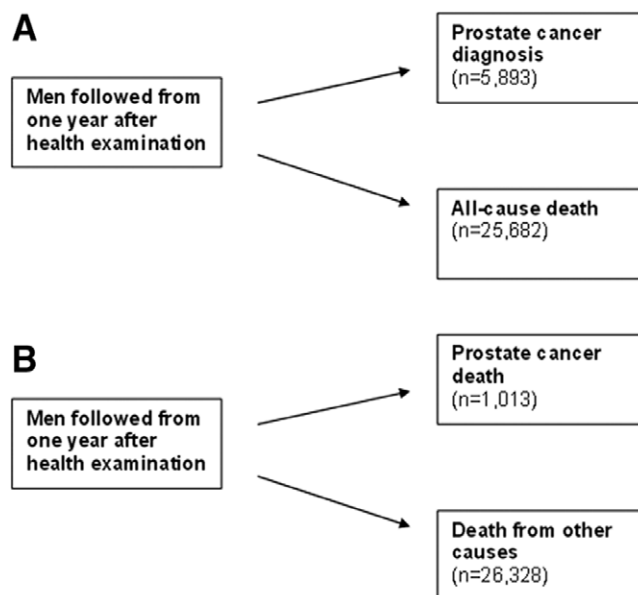 A
Men followed from
one year after
health examination
Prostate cancer
diagnosis
(n=5,893)
All-cause death
(n=25,682)
B
Men followed from
one year after
health examination
Prostate cancer
death
(n=1,013)
Death from other
causes
(n=26,328)